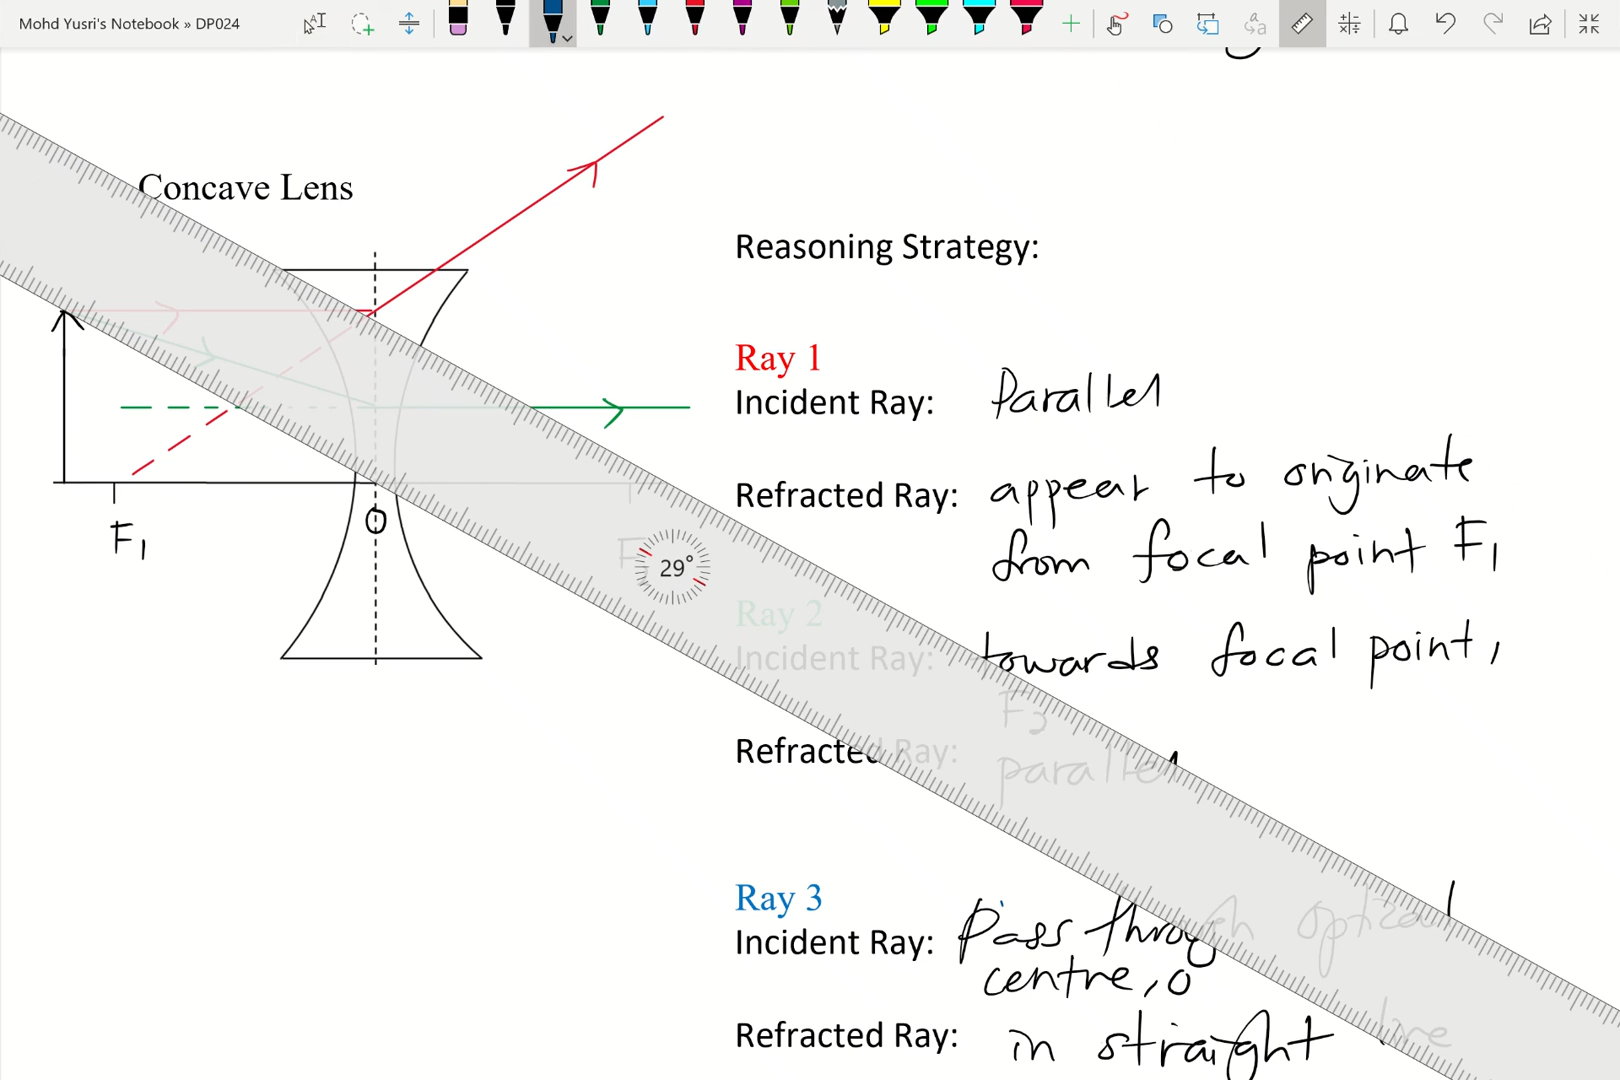 Mohd Yusri's Notebook » DP024
Concave Lens
Reasoning Strategy:
Ray 1
Incident Ray: Parallel
Refracted Ray: appear to originate
from focal point F1
Ray 2
Incident Ray: towards focal point,
F2
Refracted Ray: parallel
Ray 3
Incident Ray: Pass through optical
centre, O
Refracted Ray: in straight line
F1
O
F
29°